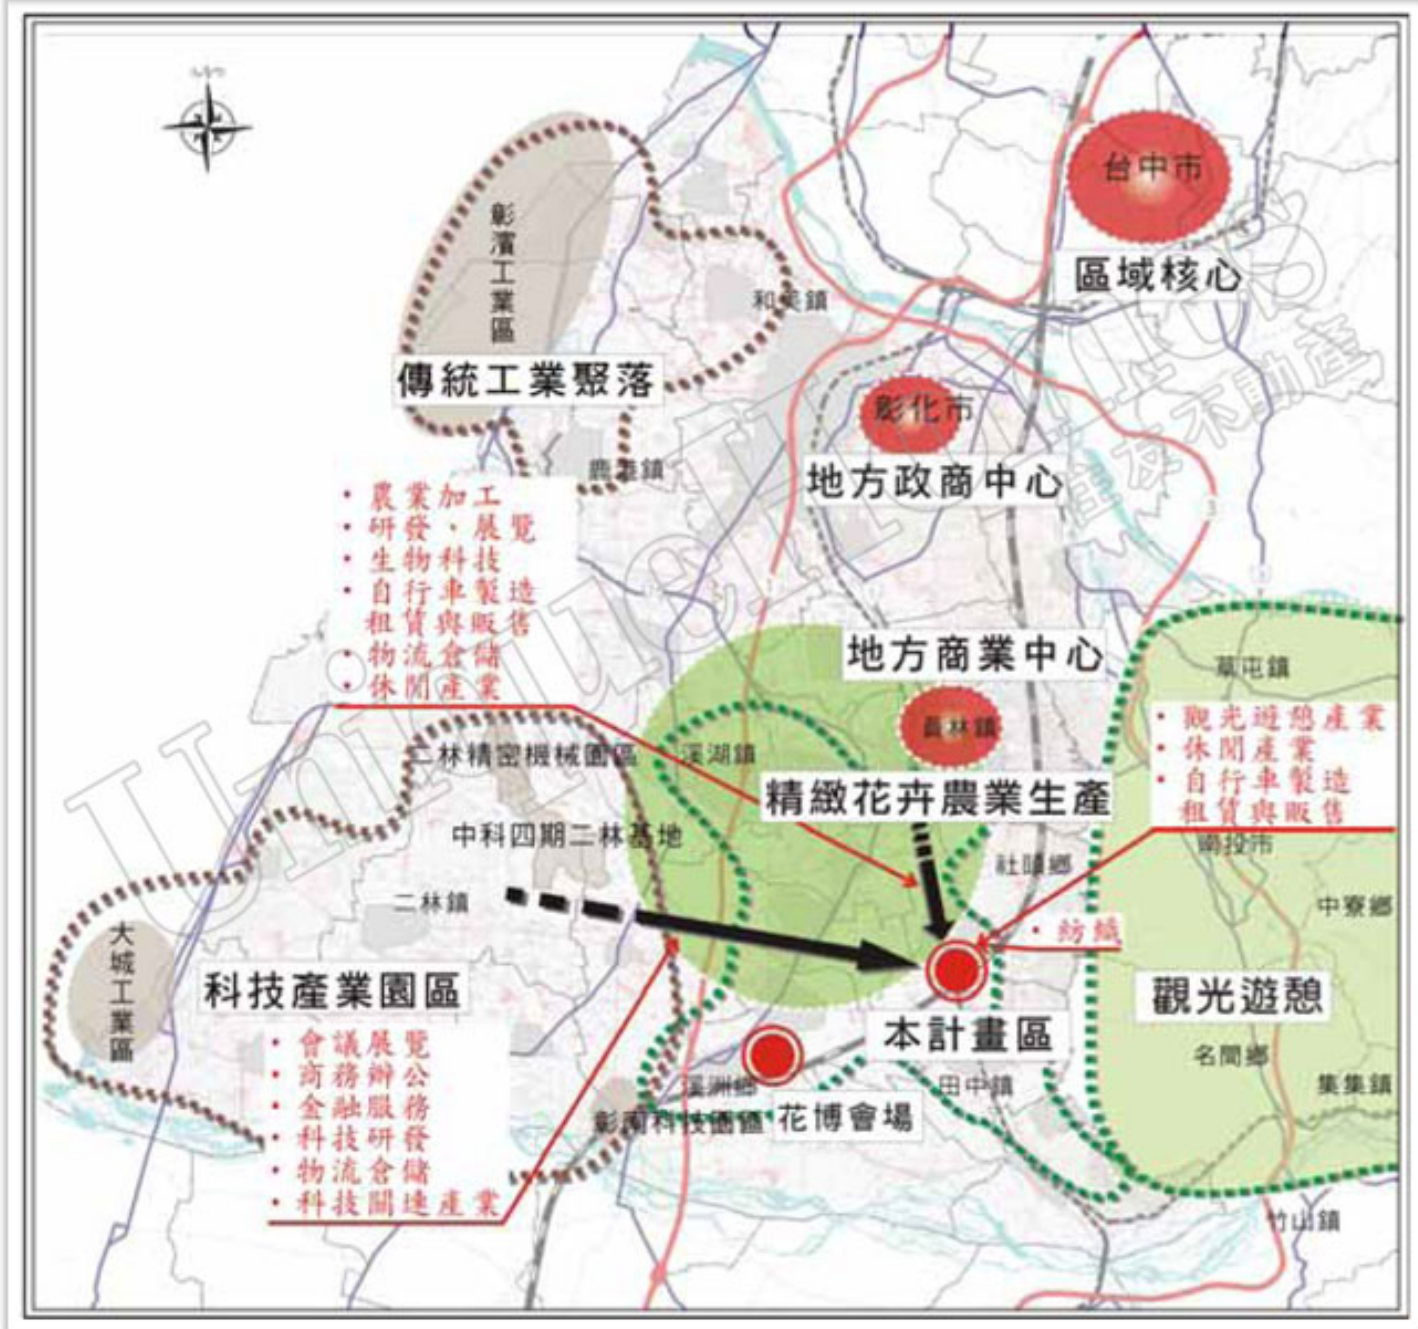 台中市
彰濱工業區
區域核心
和美鎮
傳統工業聚落
彰化市
鹿港鎮
地方政商中心
・農業加工
・研發、展覽
・生物科技
・自行車製造
租賃與販售
・物流倉儲
・休閒產業
地方商業中心
草屯鎮
員林鎮
・觀光遊憩產業
・休閒產業
・自行車製造
租賃與販售
二林精密機械園區
溪湖鎮
精緻花卉農業生產
中科四期二林基地
南投市
社頭鄉
二林鎮
中寮鄉
・紡織
大城工業區
科技產業園區
觀光遊憩
本計畫區
・會議展覽
・商務辦公
・金融服務
・科技研發
・物流倉儲
・科技關連產業
名間鄉
溪洲鄉
田中鎮
集集鎮
彰南科技園區
花博會場
竹山鎮
UniqueHome
不動產